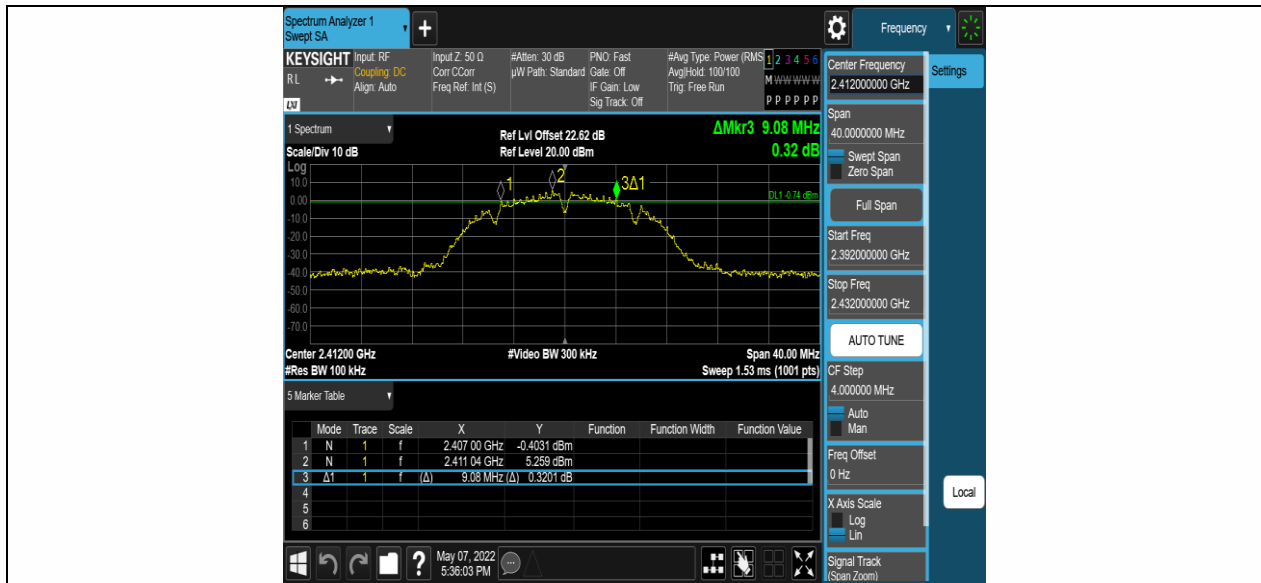 Spectrum Analyzer 1
Swept SA
+
Frequency
KEYSIGHT
RL
LXI
Input: RF
Coupling: DC
Align: Auto
Input Z: 50 Ω
Corr CCorr
Freq Ref: Int (S)
#Atten: 30 dB
µW Path: Standard
PNO: Fast
Gate: Off
IF Gain: Low
Sig Track: Off
#Avg Type: Power (RMS
Avg|Hold: 100/100
Trig: Free Run
1 2 3 4 5 6
M W W W W W
P P P P P P
1 Spectrum
Scale/Div 10 dB
Ref Lvl Offset 22.62 dB
Ref Level 20.00 dBm
ΔMkr3 9.08 MHz
0.32 dB
Log
10.0
0.00
-10.0
-20.0
-30.0
-40.0
-50.0
-60.0
-70.0
1
2
3Δ1
DL1 -0.74 dBm
Center 2.41200 GHz
#Video BW 300 kHz
Span 40.00 MHz
#Res BW 100 kHz
Sweep 1.53 ms (1001 pts)
5 Marker Table
Mode Trace Scale X Y Function Function Width Function Value
1 N 1 f 2.407 00 GHz -0.4031 dBm
2 N 1 f 2.411 04 GHz 5.259 dBm
3 Δ1 1 f (Δ) 9.08 MHz (Δ) 0.3201 dB
4
5
6
?
May 07, 2022
5:36:03 PM
Center Frequency
2.412000000 GHz
Settings
Span
40.0000000 MHz
Swept Span
Zero Span
Full Span
Start Freq
2.392000000 GHz
Stop Freq
2.432000000 GHz
AUTO TUNE
CF Step
4.000000 MHz
Auto
Man
Freq Offset
0 Hz
Local
X Axis Scale
Log
Lin
Signal Track
(Span Zoom)